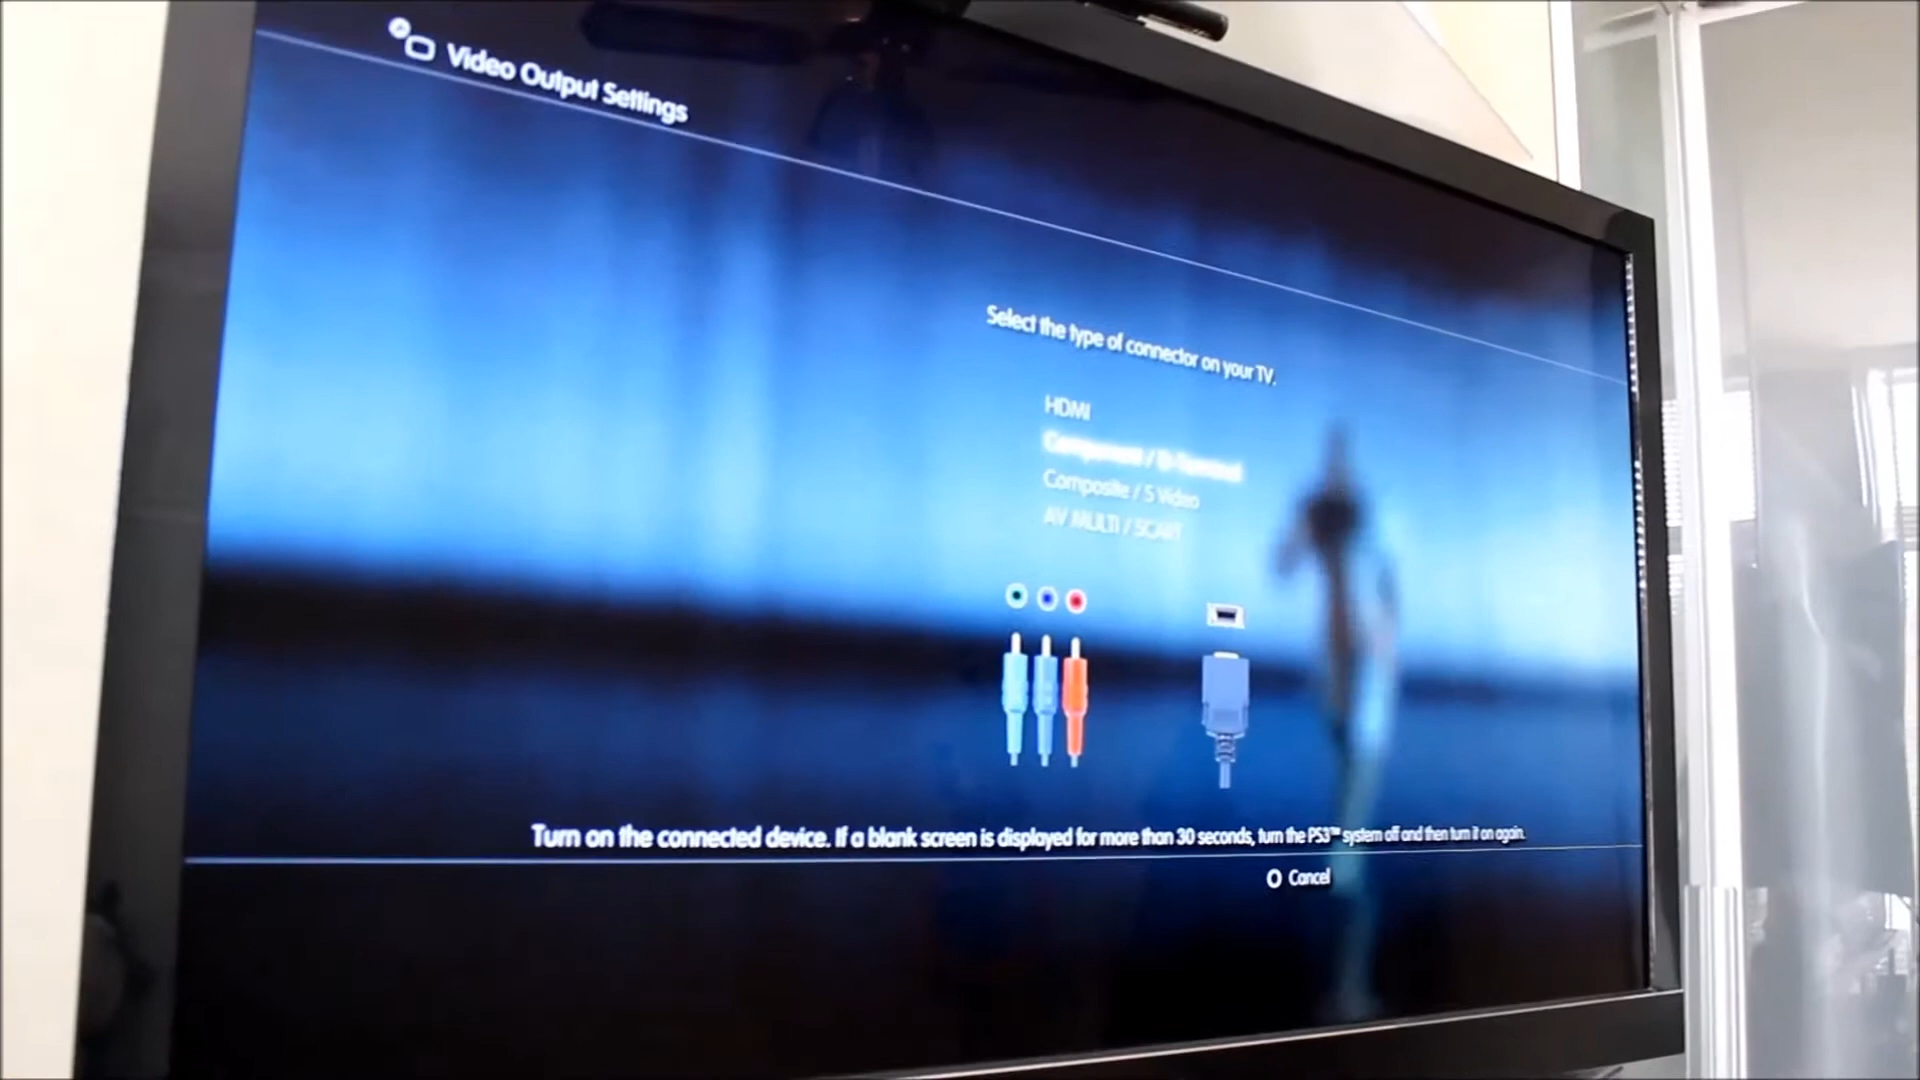 Video Output Settings
Select the type of connector on your TV.
HDMI
Component / D-Terminal
Composite / S Video
AV MULTI / SCART
Turn on the connected device. If a blank screen is displayed for more than 30 seconds, turn the PS3™ system off and then turn it on again.
O Cancel